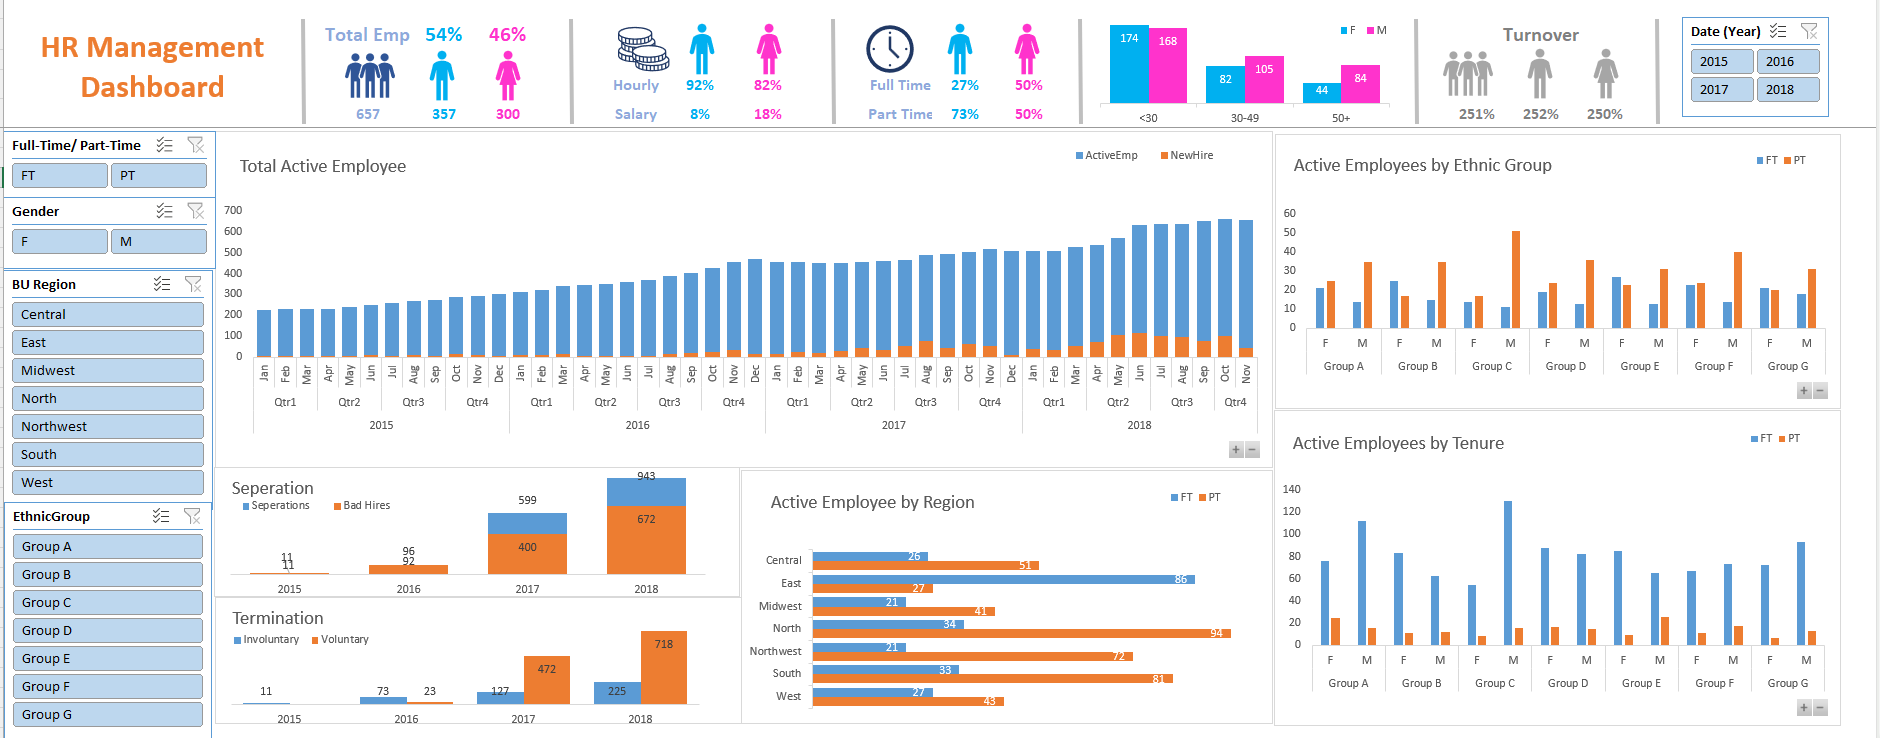 HR Management
Dashboard
Total Emp 54% 46%
657 357 300
Hourly 92% 82%
Salary 8% 18%
Full Time 27% 50%
Part Time 73% 50%
F M
174 168
82 105
44 84
<30 30-49 50+
Turnover
251% 252% 250%
Date (Year)
2015 2016
2017 2018
Full-Time/ Part-Time
FT PT
Gender
F M
BU Region
Central
East
Midwest
North
Northwest
South
West
EthnicGroup
Group A
Group B
Group C
Group D
Group E
Group F
Group G
Total Active Employee
ActiveEmp NewHire
700
600
500
400
300
200
100
0
Jan Feb Mar Apr May Jun Jul Aug Sep Oct Nov Dec Jan Feb Mar Apr May Jun Jul Aug Sep Oct Nov Dec Jan Feb Mar Apr May Jun Jul Aug Sep Oct Nov Dec Jan Feb Mar Apr May Jun Jul Aug Sep Oct Nov
Qtr1 Qtr2 Qtr3 Qtr4 Qtr1 Qtr2 Qtr3 Qtr4 Qtr1 Qtr2 Qtr3 Qtr4 Qtr1 Qtr2 Qtr3 Qtr4
2015 2016 2017 2018
Seperation
Seperations Bad Hires
943
599
672
400
96
92
11
11
2015 2016 2017 2018
Termination
Involuntary Voluntary
718
472
225
127
73 23
11
2015 2016 2017 2018
Active Employee by Region
FT PT
Central 26
51
East 86
27
Midwest 21
41
North 34
94
Northwest 21
72
South 33
81
West 27
43
Active Employees by Ethnic Group
FT PT
60
50
40
30
20
10
0
F M F M F M F M F M F M F M
Group A Group B Group C Group D Group E Group F Group G
Active Employees by Tenure
FT PT
140
120
100
80
60
40
20
0
F M F M F M F M F M F M F M
Group A Group B Group C Group D Group E Group F Group G